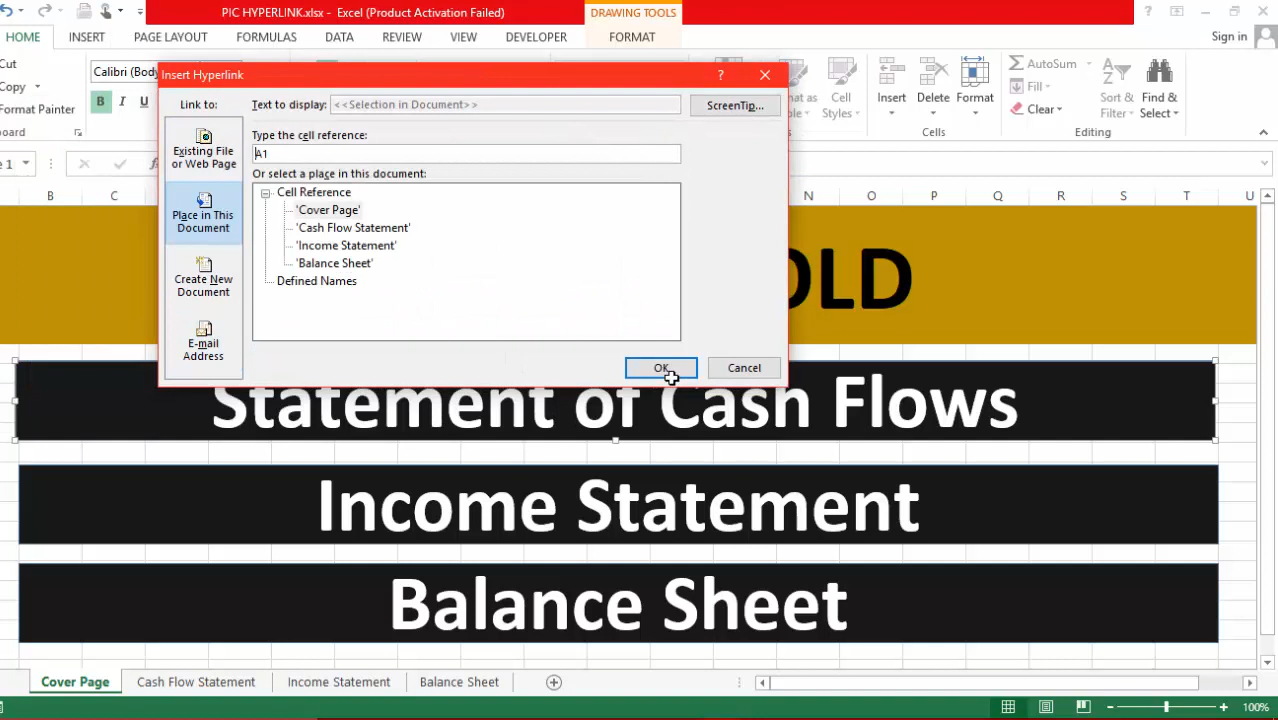 PIC HYPERLINK.xlsx - Excel (Product Activation Failed)
DRAWING TOOLS
HOME INSERT PAGE LAYOUT FORMULAS DATA REVIEW VIEW DEVELOPER FORMAT Sign in
Cut
Copy
Format Painter
Calibri (Body
B I U
Insert Delete Format
Cell Styles
Cells
AutoSum
Fill
Clear
Sort & Filter
Find & Select
Editing
Insert Hyperlink
Link to:
Existing File or Web Page
Place in This Document
Create New Document
E-mail Address
Text to display: <<Selection in Document>>
ScreenTip...
Type the cell reference:
A1
Or select a place in this document:
Cell Reference
'Cover Page'
'Cash Flow Statement'
'Income Statement'
'Balance Sheet'
Defined Names
OK Cancel
B C N O P Q R S T U
OLD
Statement of Cash Flows
Income Statement
Balance Sheet
Cover Page Cash Flow Statement Income Statement Balance Sheet
100%